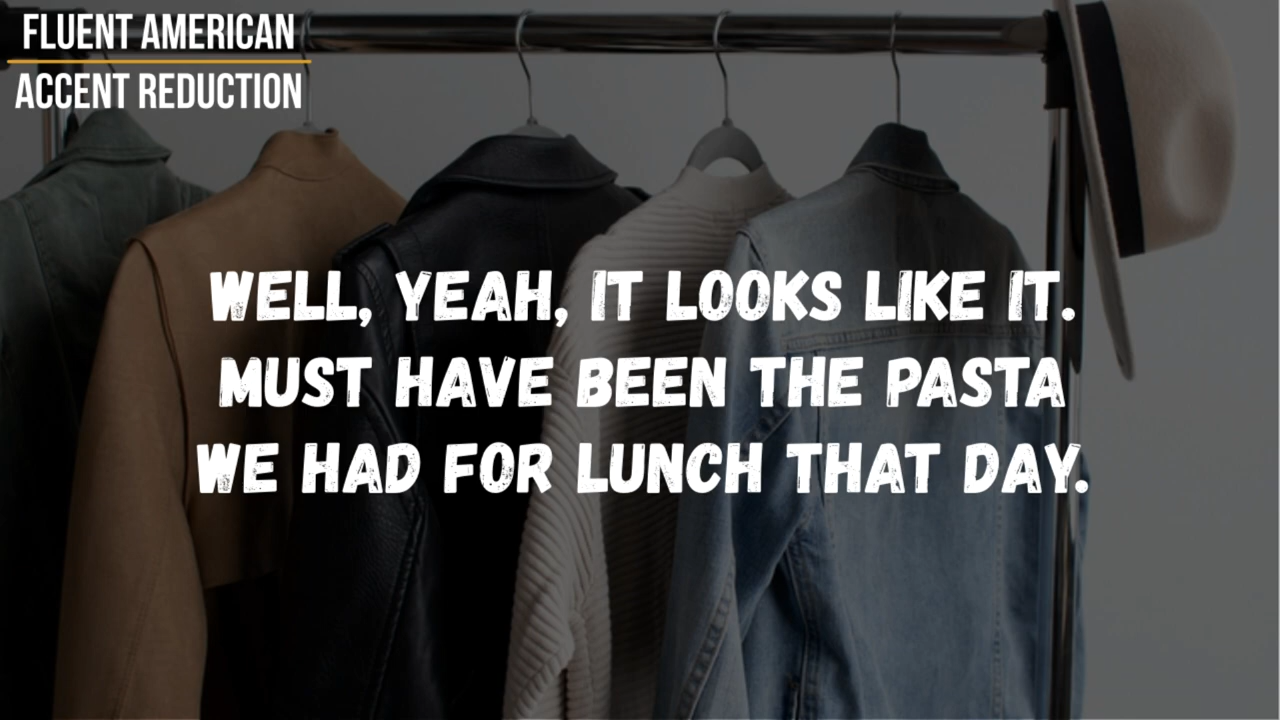 FLUENT AMERICAN
ACCENT REDUCTION
WELL, YEAH, IT LOOKS LIKE IT.
MUST HAVE BEEN THE PASTA
WE HAD FOR LUNCH THAT DAY.